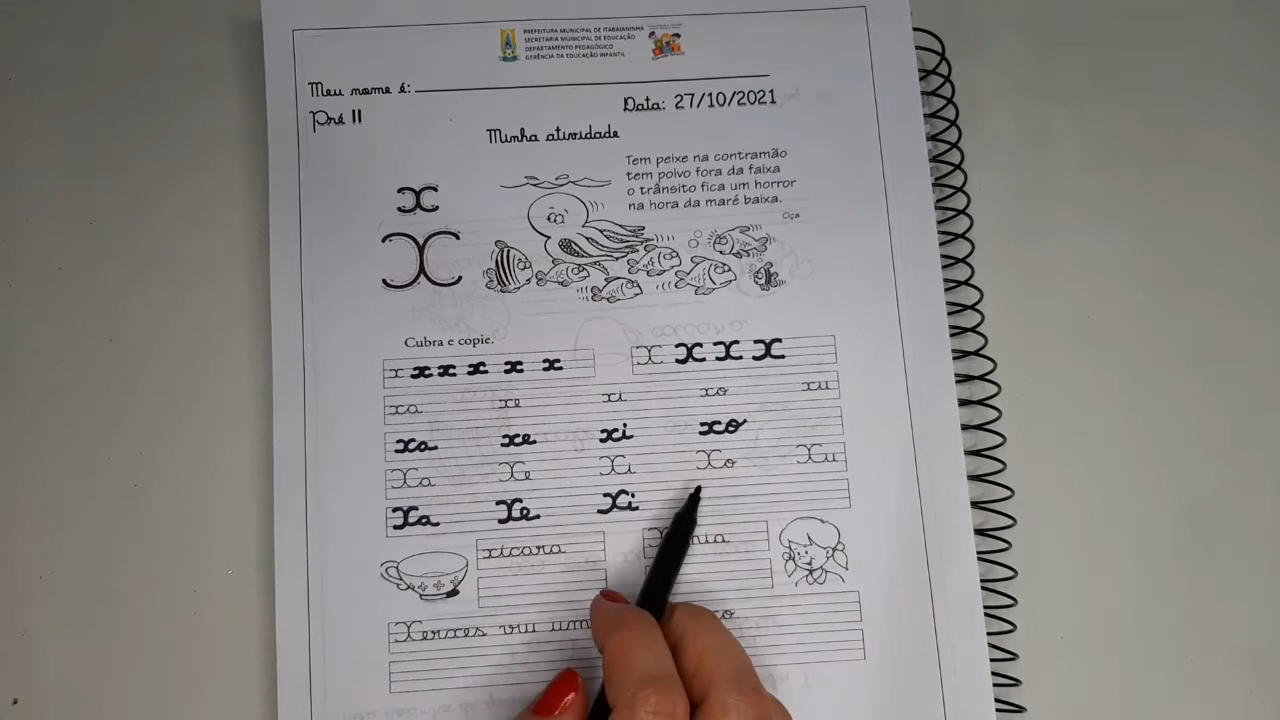 PREFEITURA MUNICIPAL DE ITABAIANINHA
SECRETARIA MUNICIPAL DE EDUCAÇÃO
DEPARTAMENTO PEDAGÓGICO
GERÊNCIA DA EDUCAÇÃO INFANTIL
Meu nome é:
Pré II
Data: 27/10/2021
Minha atividade
Tem peixe na contramão
tem polvo fora da faixa
o trânsito fica um horror
na hora da maré baixa.
Ciça
x
X
Cubra e copie.
x x x x x x
X X X X
xa xe xi xo xu
xa xe xi xo
Xa Xe Xi Xo Xu
Xa Xe Xi
xícara
Xerxes viu um